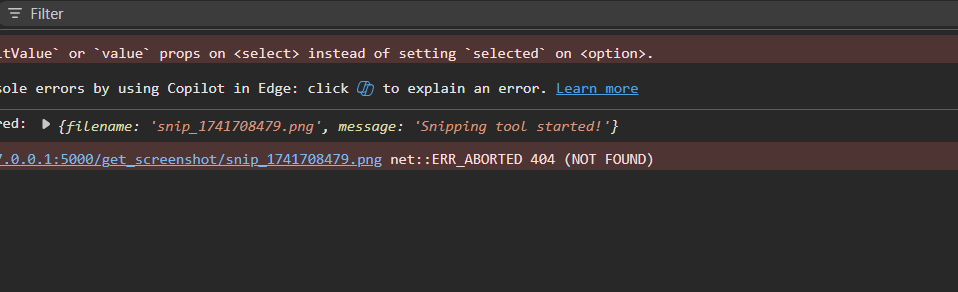 Filter
ltValue` or `value` props on <select> instead of setting `selected` on <option>.
sole errors by using Copilot in Edge: click to explain an error. Learn more
red: ▶ {filename: 'snip_1741708479.png', message: 'Snipping tool started!'}
7.0.0.1:5000/get_screenshot/snip_1741708479.png net::ERR_ABORTED 404 (NOT FOUND)